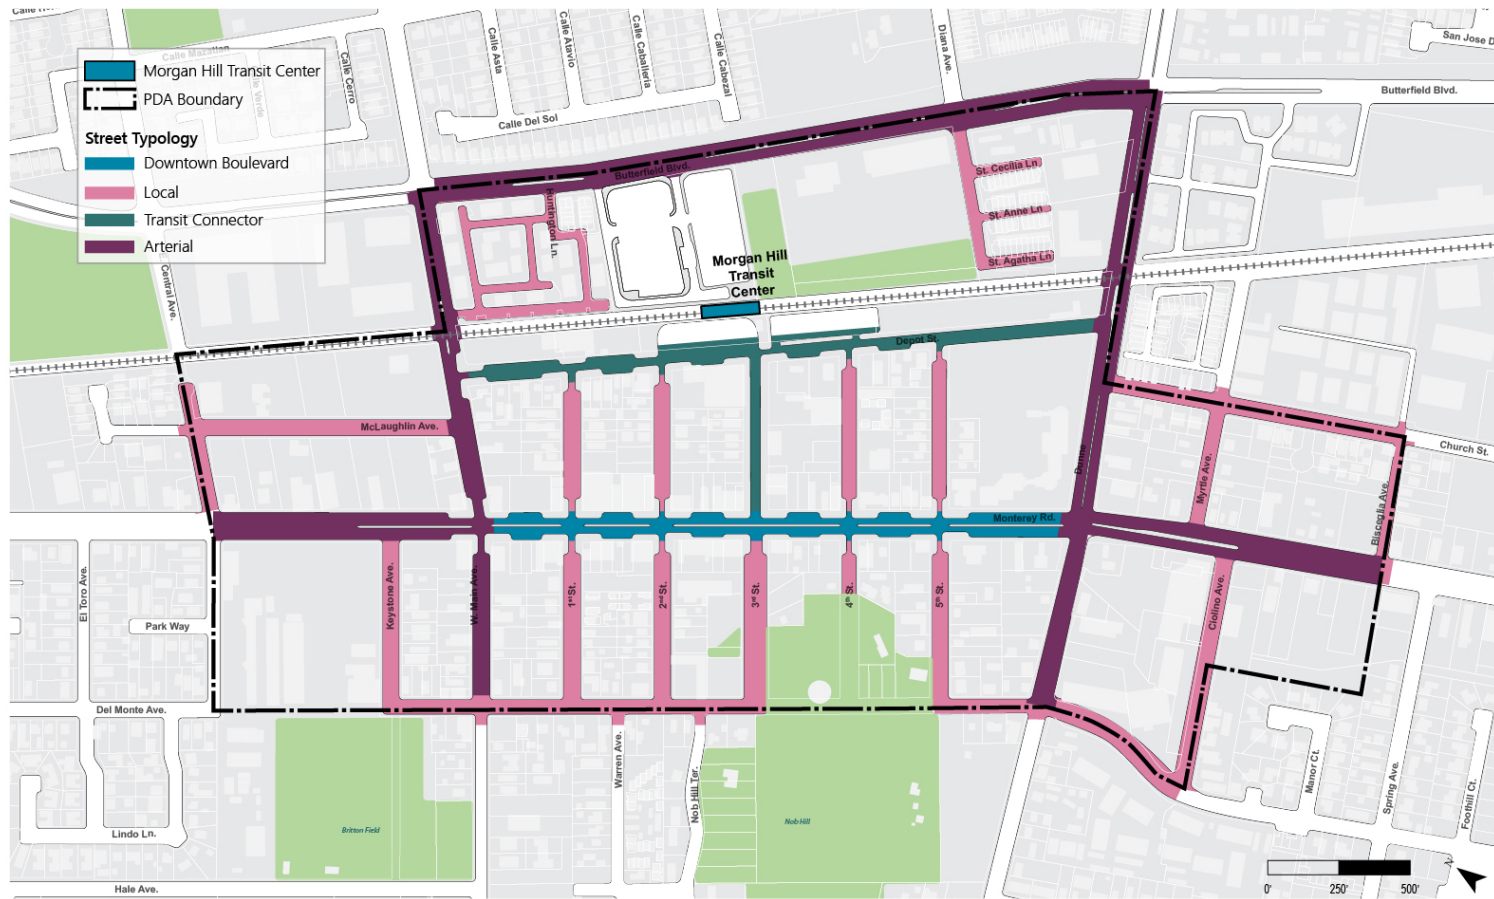 Calle Mazatlan
Calle Verde
Calle Cerro
Calle Asta
Calle Atavio
Calle Caballeria
Calle Cabezal
Diana Ave.
San Jose D
Butterfield Blvd.
Calle Del Sol
Morgan Hill Transit Center
PDA Boundary
Street Typology
Downtown Boulevard
Local
Transit Connector
Arterial
Central Ave.
Butterfield Blvd.
Huntington Ln.
St. Cecilia Ln
St. Anne Ln
St. Agatha Ln
Morgan Hill
Transit
Center
Depot St.
McLaughlin Ave.
Church St.
Myrtle Ave.
Bisceglia Ave.
Dunne
Monterey Rd.
El Toro Ave.
Park Way
Keystone Ave.
W. Main Ave.
1st St.
2nd St.
3rd St.
4th St.
5th St.
Ciolino Ave.
Del Monte Ave.
Warren Ave.
Nob Hill Ter.
Manor Ct.
Spring Ave.
Foothill Ct.
Lindo Ln.
Britton Field
Nob Hill
Hale Ave.
N
0' 250' 500'